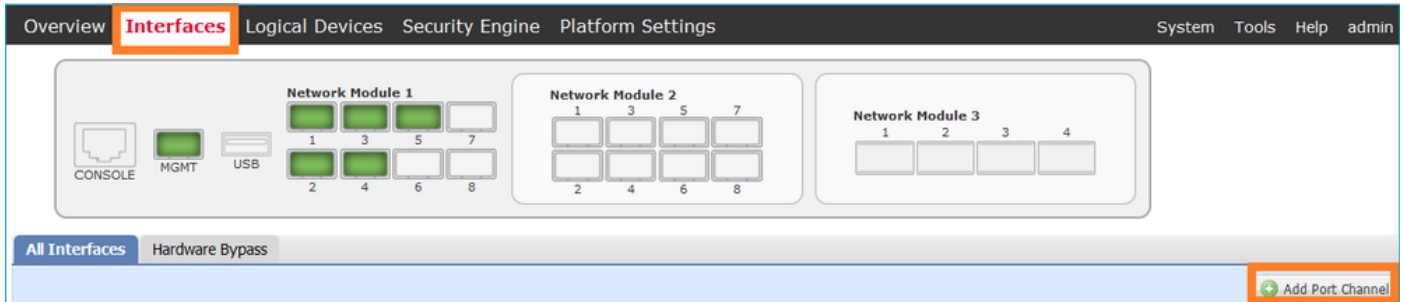 Overview Interfaces Logical Devices Security Engine Platform Settings System Tools Help admin
Network Module 1
1 3 5 7
2 4 6 8
CONSOLE MGMT USB
Network Module 2
1 3 5 7
2 4 6 8
Network Module 3
1 2 3 4
All Interfaces Hardware Bypass
Add Port Channel